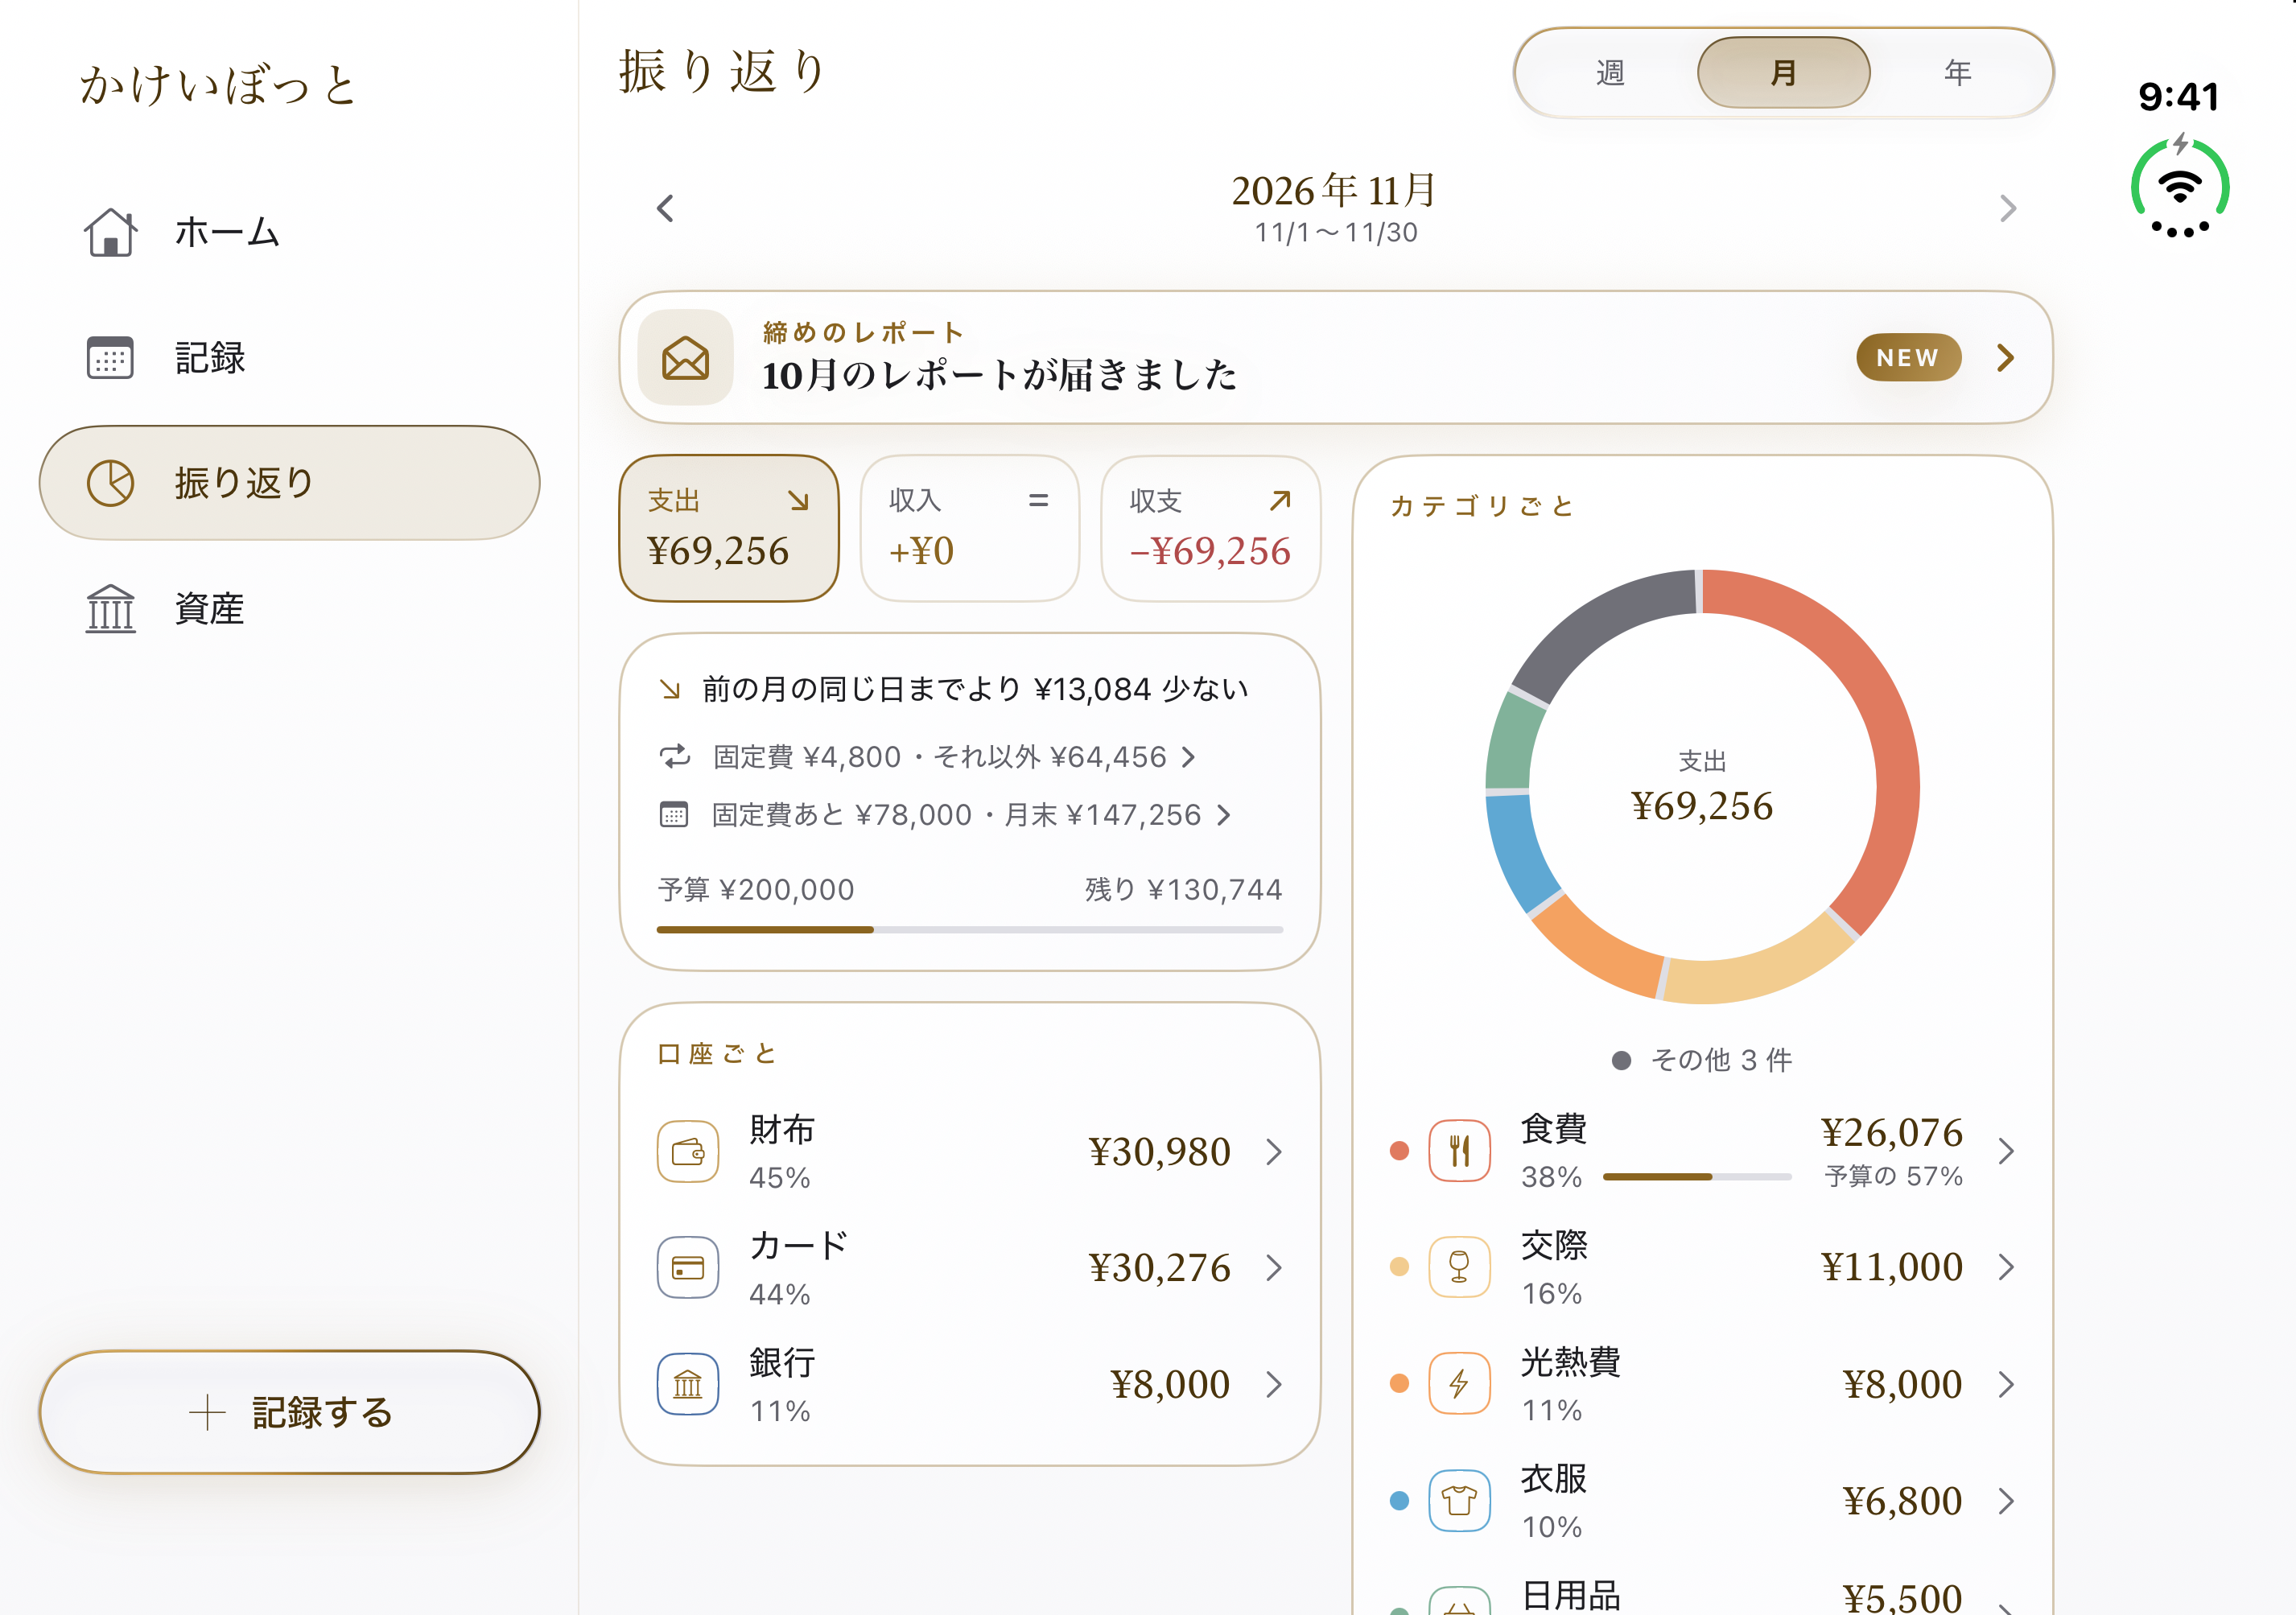 かけいぼっと
ホーム
記録
振り返り
資産
記録する
振り返り
週 月 年
9:41
2026年 11月
11/1〜11/30
締めのレポート
10月のレポートが届きました
NEW
支出
¥69,256
収入 =
+¥0
収支
−¥69,256
前の月の同じ日までより ¥13,084 少ない
固定費 ¥4,800・それ以外 ¥64,456
固定費あと ¥78,000・月末 ¥147,256
予算 ¥200,000 残り ¥130,744
口座ごと
財布
45%
¥30,980
カード
44%
¥30,276
銀行
11%
¥8,000
カテゴリごと
支出
¥69,256
その他 3 件
食費
38%
¥26,076
予算の 57%
交際
16%
¥11,000
光熱費
11%
¥8,000
衣服
10%
¥6,800
日用品
¥5,500